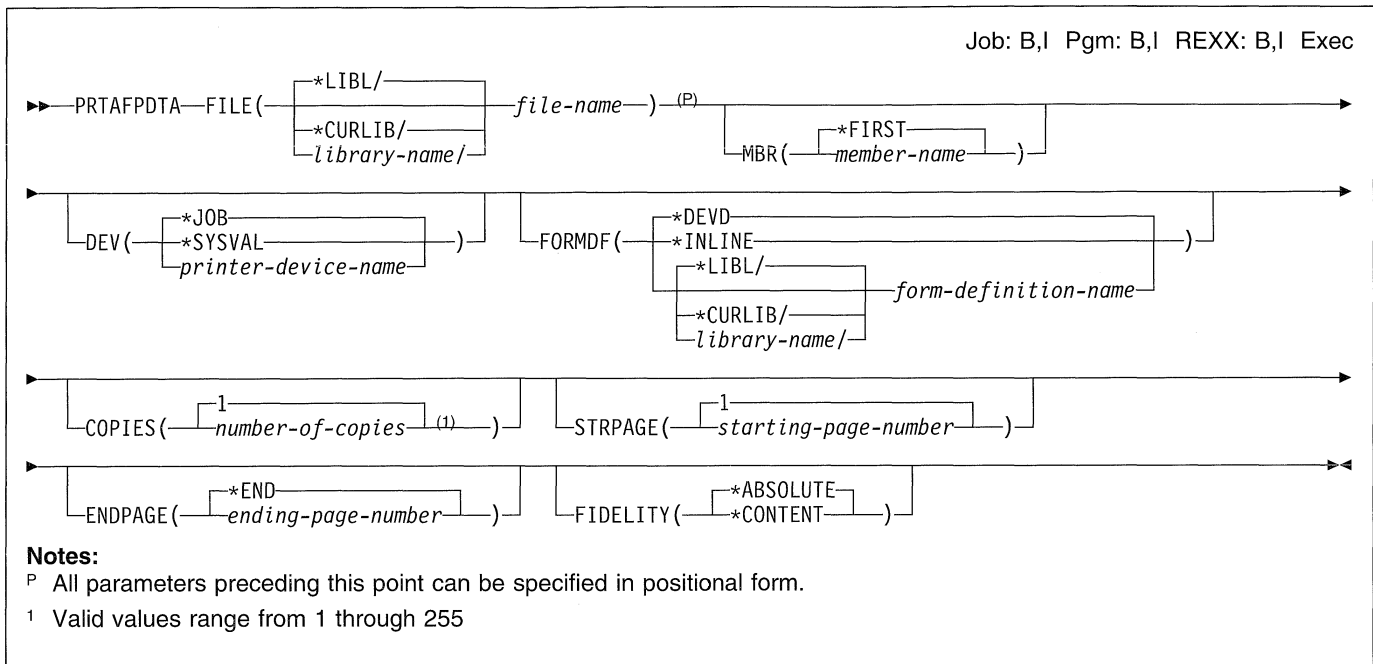 Job: B,I Pgm: B,I REXX: B,I Exec
*LIBL/
PRTAFPDTA FILE( file-name ) (P)
*CURLIB/
library-name/
*FIRST
MBR( member-name )
*JOB
DEV( *SYSVAL )
printer-device-name
*DEVD
FORMDF( *INLINE )
*LIBL/
form-definition-name
*CURLIB/
library-name/
1
COPIES( number-of-copies (1) )
1
STRPAGE( starting-page-number )
*END
ENDPAGE( ending-page-number )
*ABSOLUTE
FIDELITY( *CONTENT )
Notes:
P All parameters preceding this point can be specified in positional form.
1 Valid values range from 1 through 255